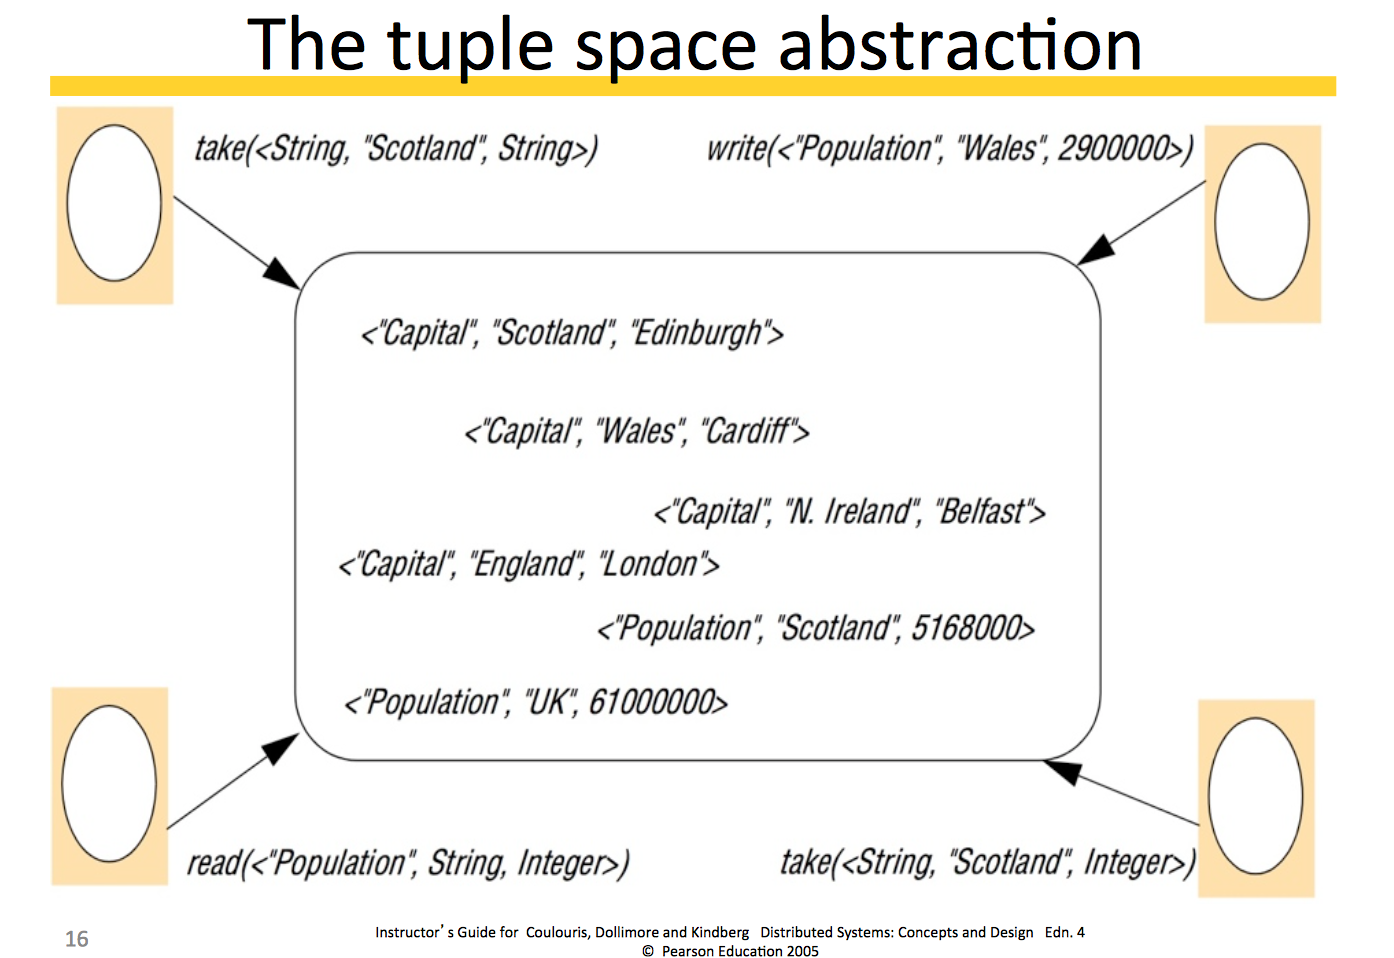 The tuple space abstraction
take(<String, "Scotland", String>)
write(<"Population", "Wales", 2900000>)
<"Capital", "Scotland", "Edinburgh">
<"Capital", "Wales", "Cardiff">
<"Capital", "N. Ireland", "Belfast">
<"Capital", "England", "London">
<"Population", "Scotland", 5168000>
<"Population", "UK", 61000000>
read(<"Population", String, Integer>)
take(<String, "Scotland", Integer>)
16
Instructor’s Guide for Coulouris, Dollimore and Kindberg Distributed Systems: Concepts and Design Edn. 4
© Pearson Education 2005